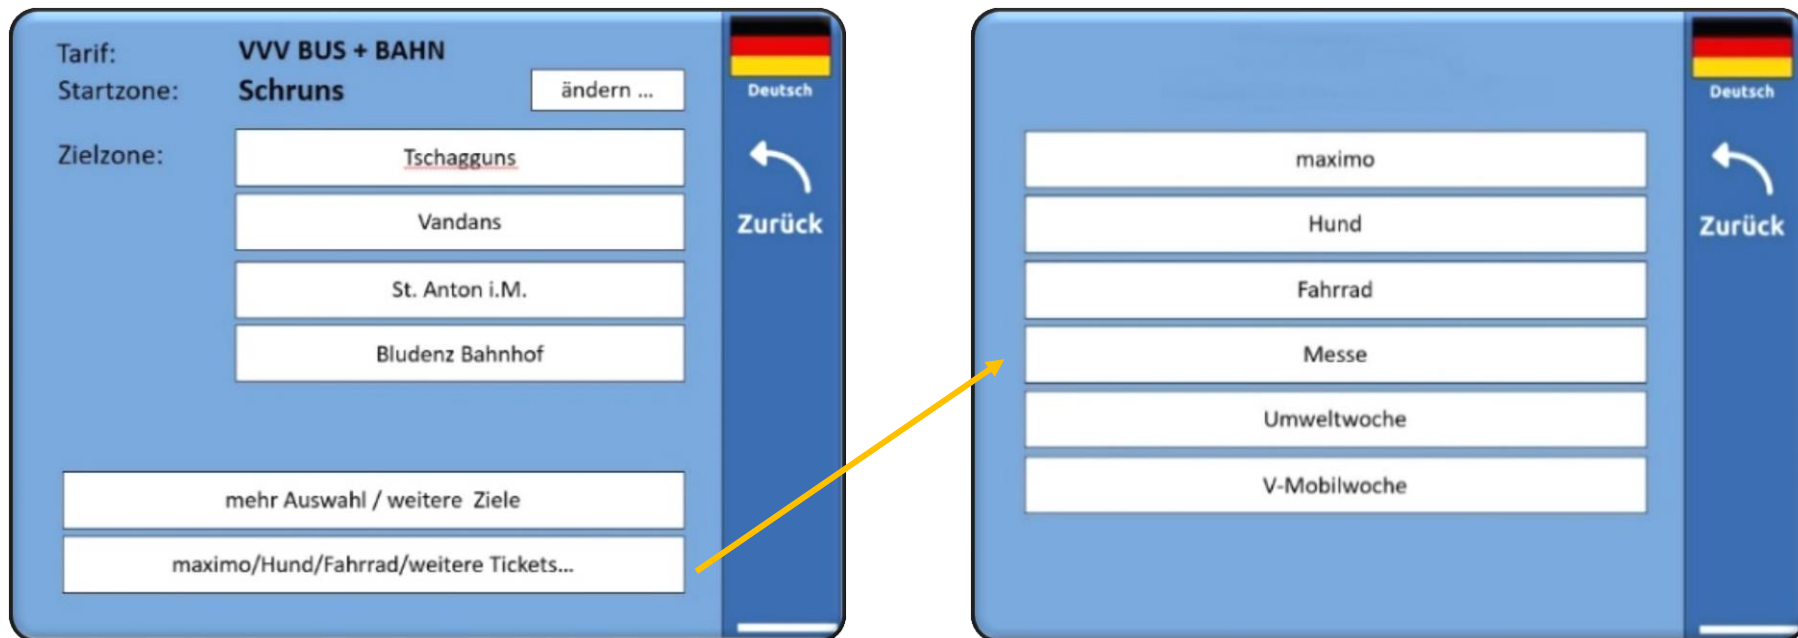 Tarif: VVV BUS + BAHN
Startzone: Schruns ändern ...
Zielzone: Tschagguns
Vandans
St. Anton i.M.
Bludenz Bahnhof
mehr Auswahl / weitere Ziele
maximo/Hund/Fahrrad/weitere Tickets...
Deutsch
Zurück
maximo
Hund
Fahrrad
Messe
Umweltwoche
V-Mobilwoche
Deutsch
Zurück